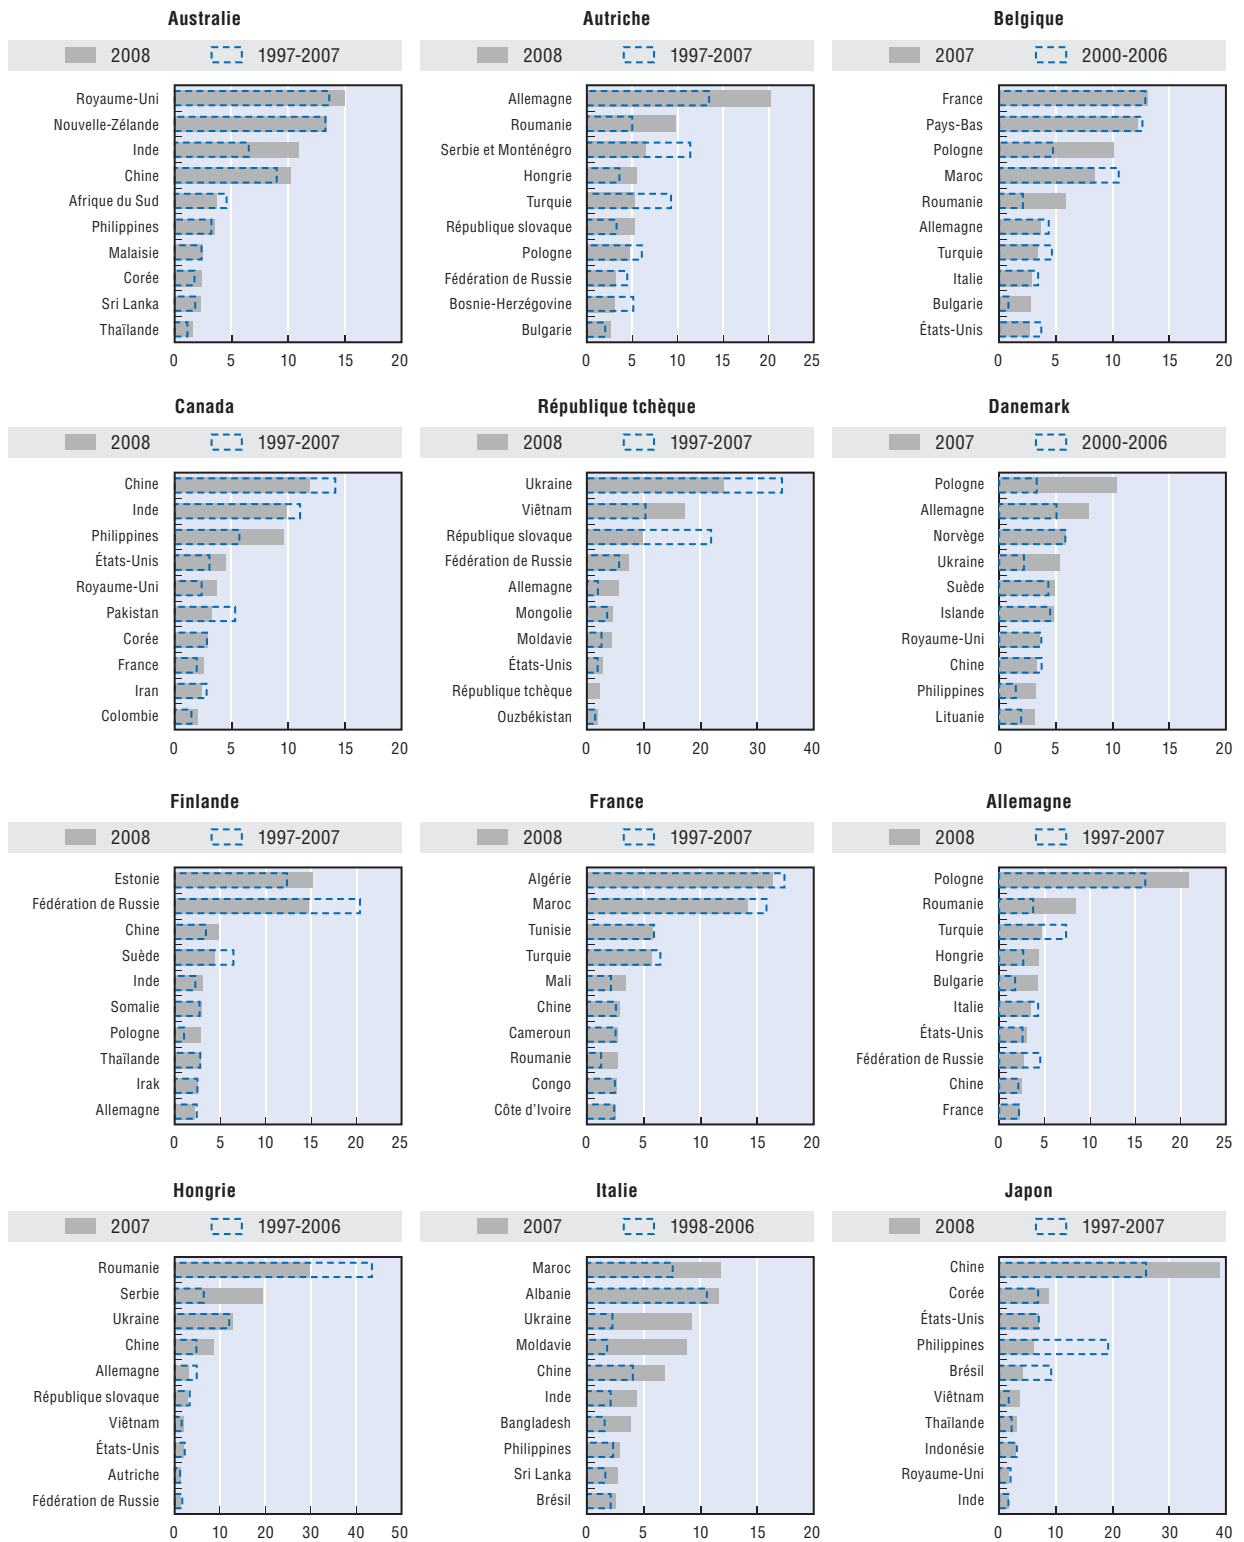 Australie
2008 1997-2007
Royaume-Uni
Nouvelle-Zélande
Inde
Chine
Afrique du Sud
Philippines
Malaisie
Corée
Sri Lanka
Thaïlande
0 5 10 15 20
Autriche
2008 1997-2007
Allemagne
Roumanie
Serbie et Monténégro
Hongrie
Turquie
République slovaque
Pologne
Fédération de Russie
Bosnie-Herzégovine
Bulgarie
0 5 10 15 20 25
Belgique
2007 2000-2006
France
Pays-Bas
Pologne
Maroc
Roumanie
Allemagne
Turquie
Italie
Bulgarie
États-Unis
0 5 10 15 20
Canada
2008 1997-2007
Chine
Inde
Philippines
États-Unis
Royaume-Uni
Pakistan
Corée
France
Iran
Colombie
0 5 10 15 20
République tchèque
2008 1997-2007
Ukraine
Viêtnam
République slovaque
Fédération de Russie
Allemagne
Mongolie
Moldavie
États-Unis
République tchèque
Ouzbékistan
0 10 20 30 40
Danemark
2007 2000-2006
Pologne
Allemagne
Norvège
Ukraine
Suède
Islande
Royaume-Uni
Chine
Philippines
Lituanie
0 5 10 15 20
Finlande
2008 1997-2007
Estonie
Fédération de Russie
Chine
Suède
Inde
Somalie
Pologne
Thaïlande
Irak
Allemagne
0 5 10 15 20 25
France
2008 1997-2007
Algérie
Maroc
Tunisie
Turquie
Mali
Chine
Cameroun
Roumanie
Congo
Côte d'Ivoire
0 5 10 15 20
Allemagne
2008 1997-2007
Pologne
Roumanie
Turquie
Hongrie
Bulgarie
Italie
États-Unis
Fédération de Russie
Chine
France
0 5 10 15 20 25
Hongrie
2007 1997-2006
Roumanie
Serbie
Ukraine
Chine
Allemagne
République slovaque
Viêtnam
États-Unis
Autriche
Fédération de Russie
0 10 20 30 40 50
Italie
2007 1998-2006
Maroc
Albanie
Ukraine
Moldavie
Chine
Inde
Bangladesh
Philippines
Sri Lanka
Brésil
0 5 10 15 20
Japon
2008 1997-2007
Chine
Corée
États-Unis
Philippines
Brésil
Viêtnam
Thaïlande
Indonésie
Royaume-Uni
Inde
0 10 20 30 40